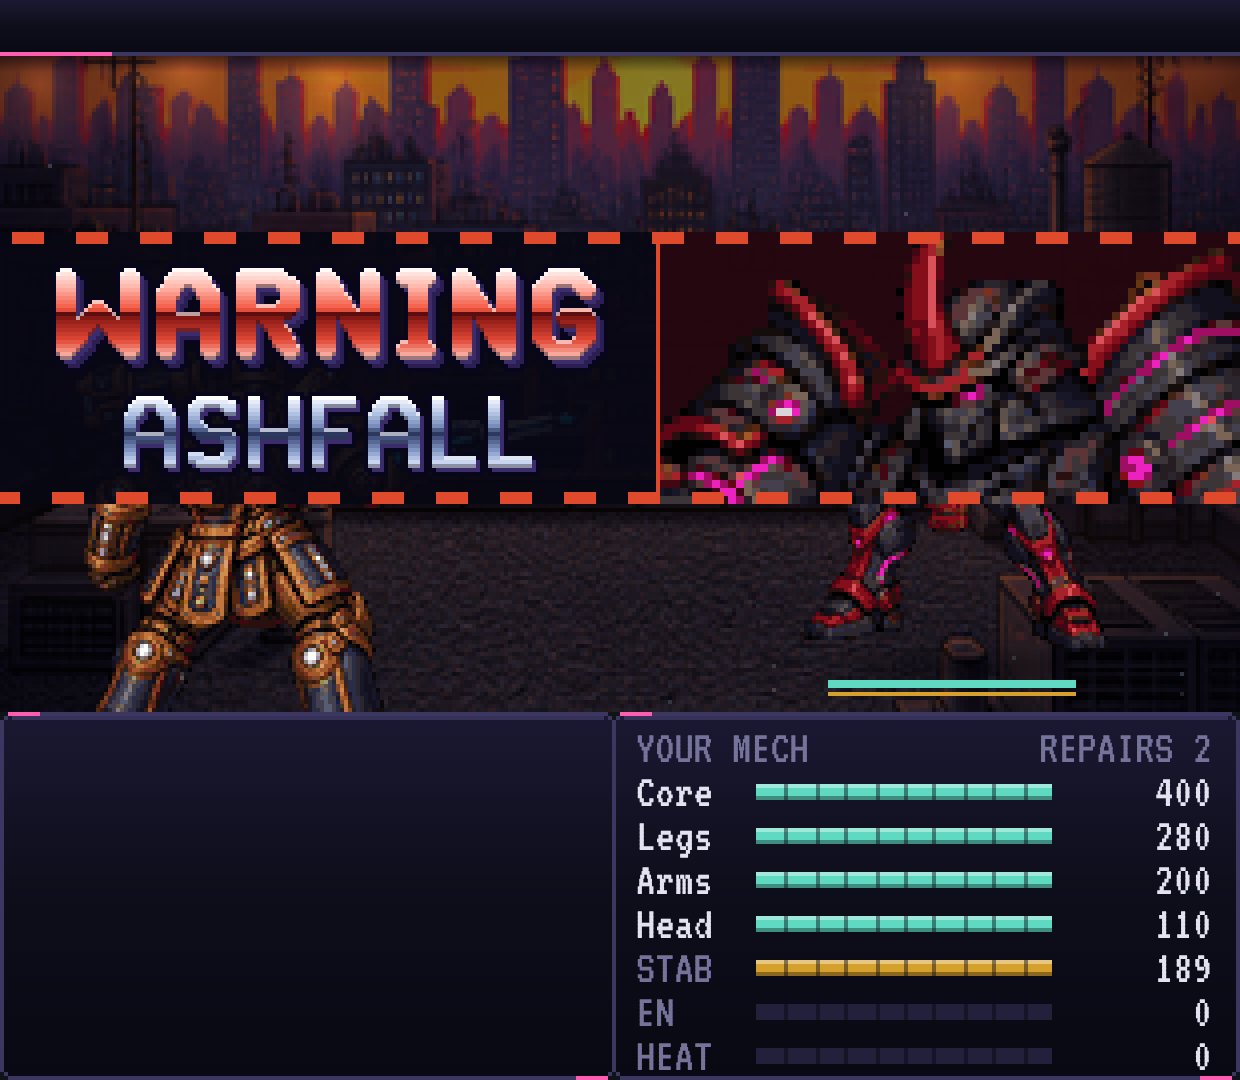 WARNING
ASHFALL
YOUR MECH REPAIRS 2
Core 400
Legs 280
Arms 200
Head 110
STAB 189
EN 0
HEAT 0